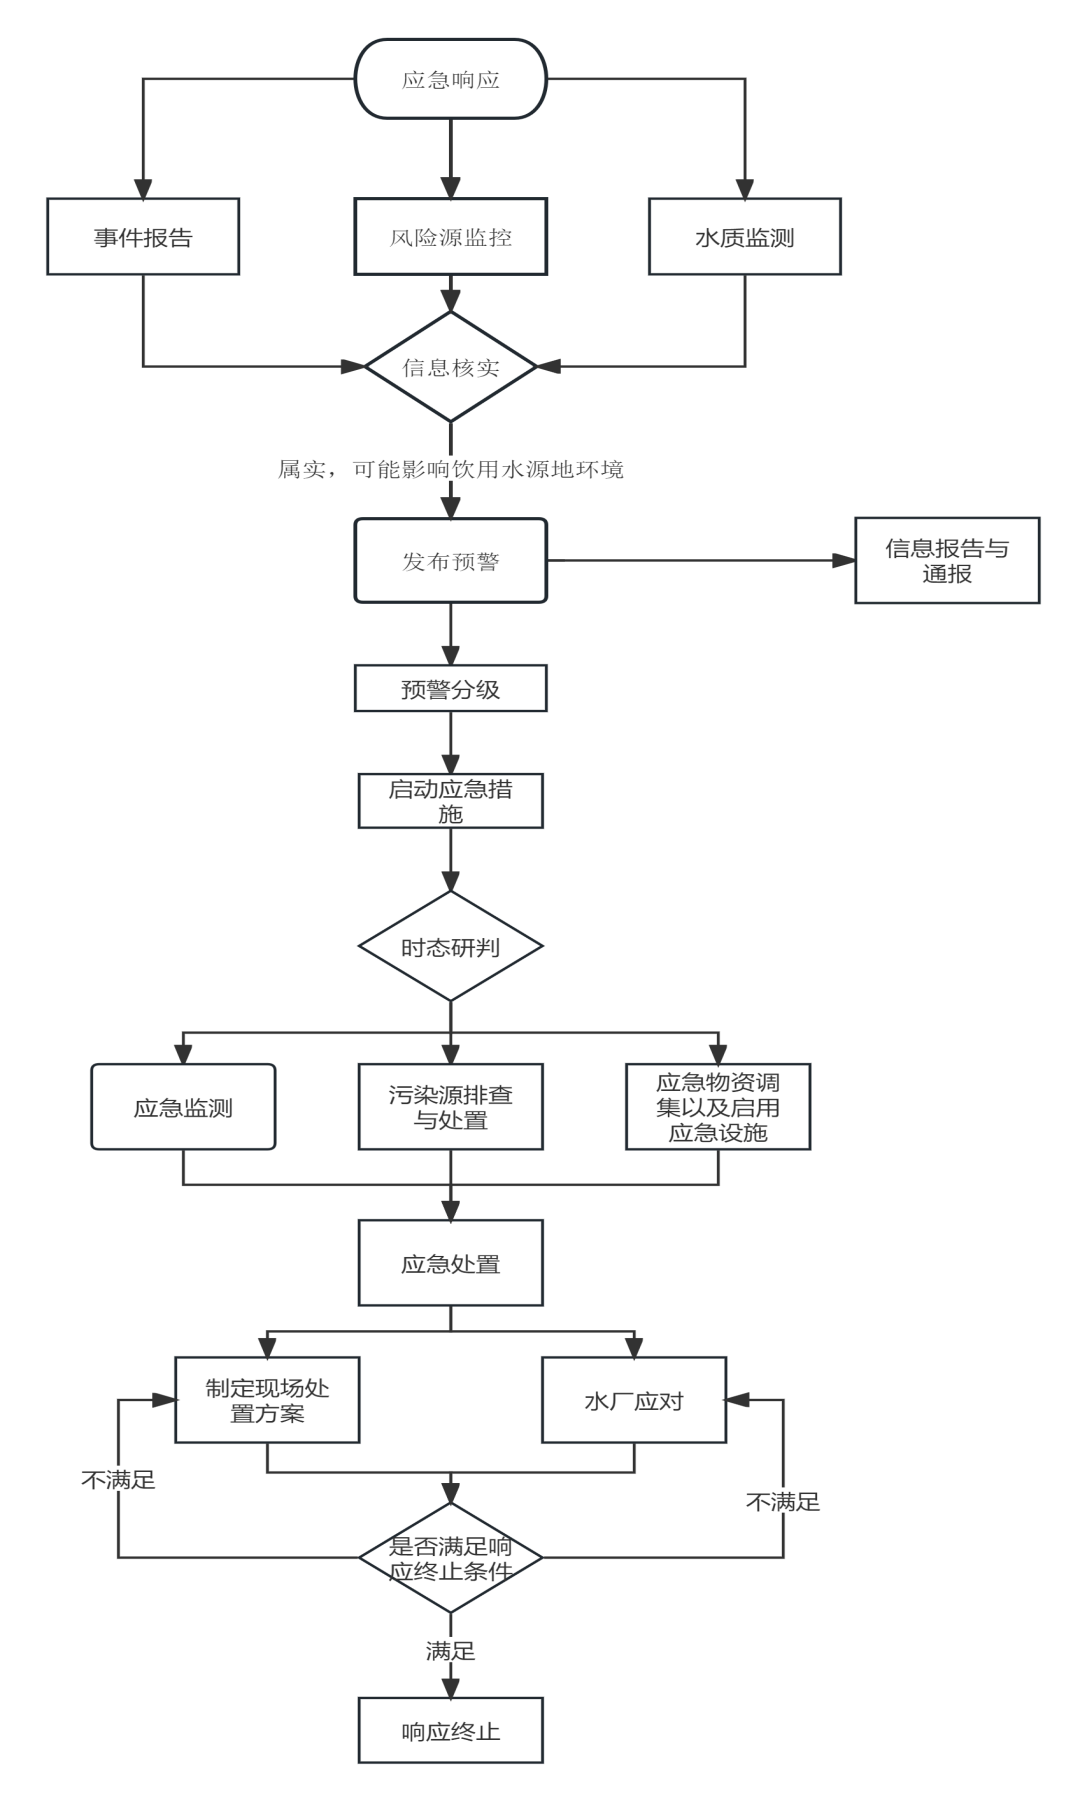 应急响应
事件报告
风险源监控
水质监测
信息核实
属实，可能影响饮用水源地环境
发布预警
信息报告与
通报
预警分级
启动应急措
施
时态研判
应急监测
污染源排查
与处置
应急物资调
集以及启用
应急设施
应急处置
制定现场处
置方案
水厂应对
不满足
不满足
是否满足响
应终止条件
满足
响应终止